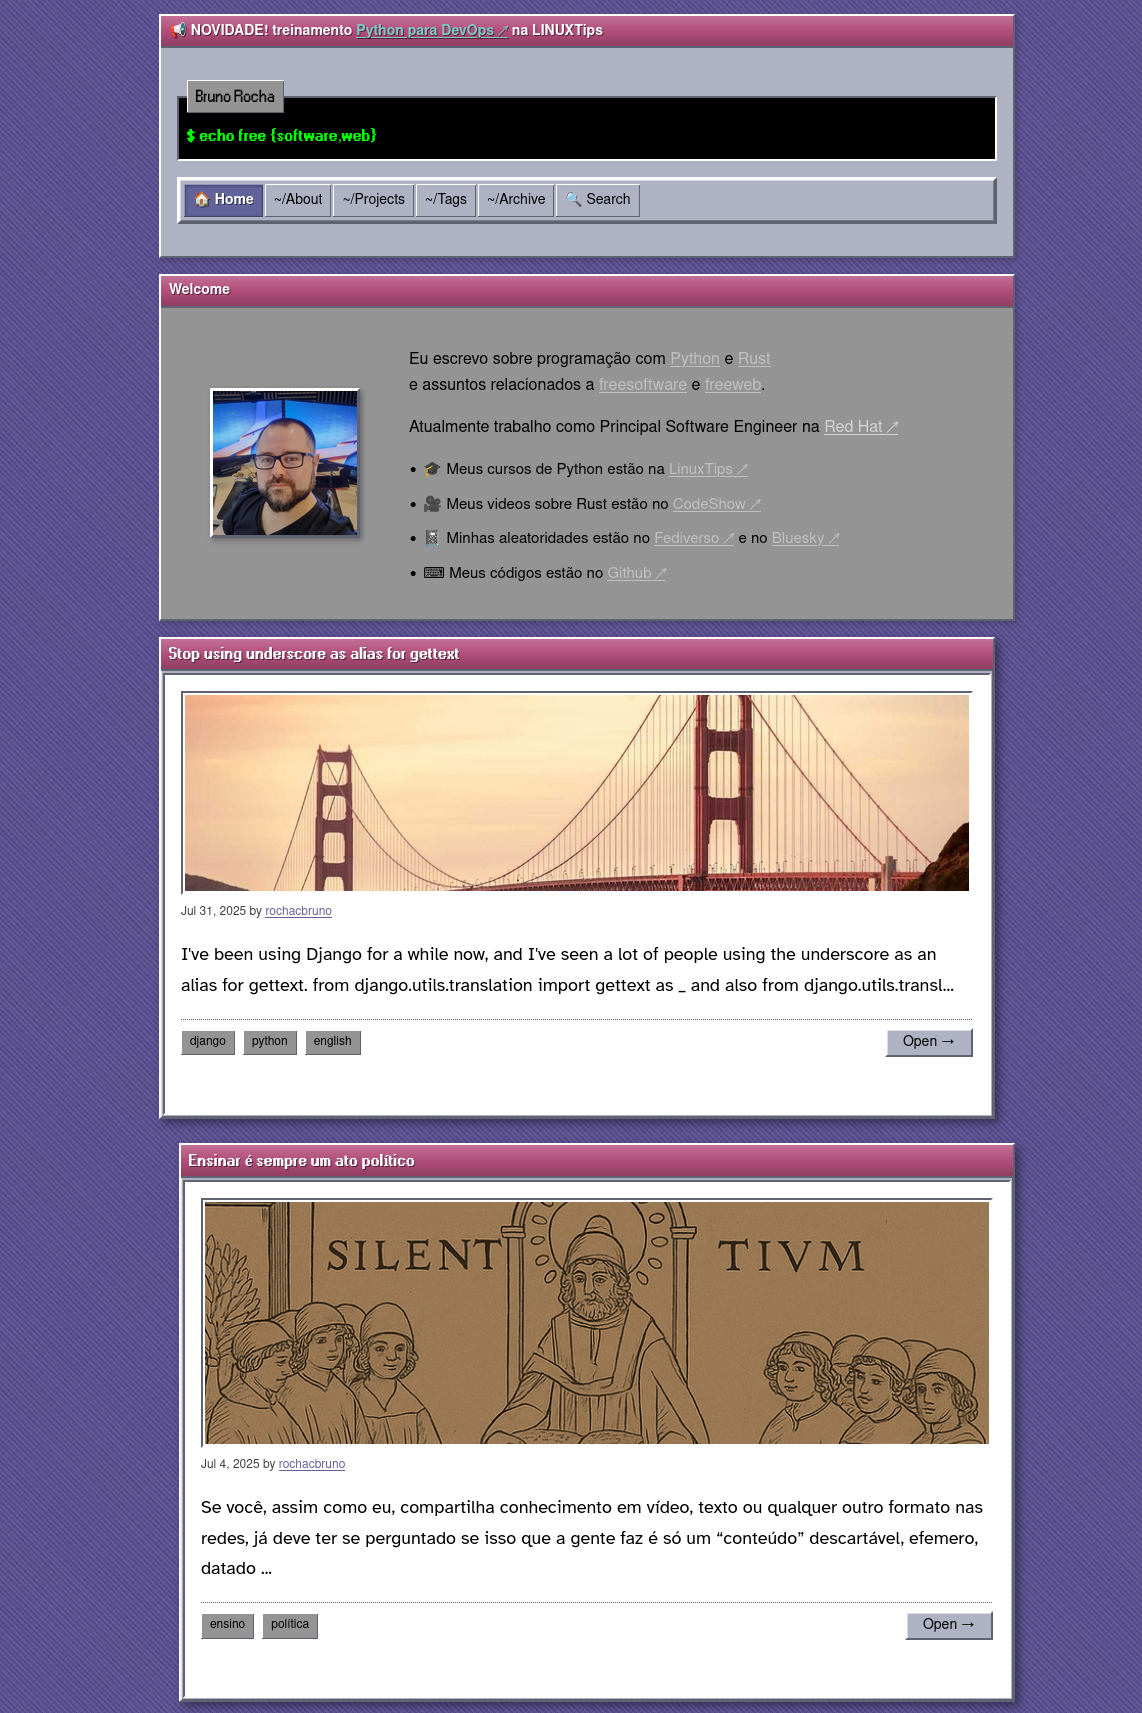 📢 NOVIDADE! treinamento Python para DevOps ↗ na LINUXTips
Bruno Rocha
$ echo free {software,web}
🏠 Home ~/About ~/Projects ~/Tags ~/Archive 🔍 Search
Welcome
Eu escrevo sobre programação com Python e Rust
e assuntos relacionados a freesoftware e freeweb.
Atualmente trabalho como Principal Software Engineer na Red Hat ↗
• 🎓 Meus cursos de Python estão na LinuxTips ↗
• 🎥 Meus videos sobre Rust estão no CodeShow ↗
• 📓 Minhas aleatoridades estão no Fediverso ↗ e no Bluesky ↗
• ⌨ Meus códigos estão no Github ↗
Stop using underscore as alias for gettext
Jul 31, 2025 by rochacbruno
I've been using Django for a while now, and I've seen a lot of people using the underscore as an
alias for gettext. from django.utils.translation import gettext as _ and also from django.utils.transl...
django python english Open →
Ensinar é sempre um ato político
SILENT TIVM
Jul 4, 2025 by rochacbruno
Se você, assim como eu, compartilha conhecimento em vídeo, texto ou qualquer outro formato nas
redes, já deve ter se perguntado se isso que a gente faz é só um “conteúdo” descartável, efemero,
datado ...
ensino política Open →